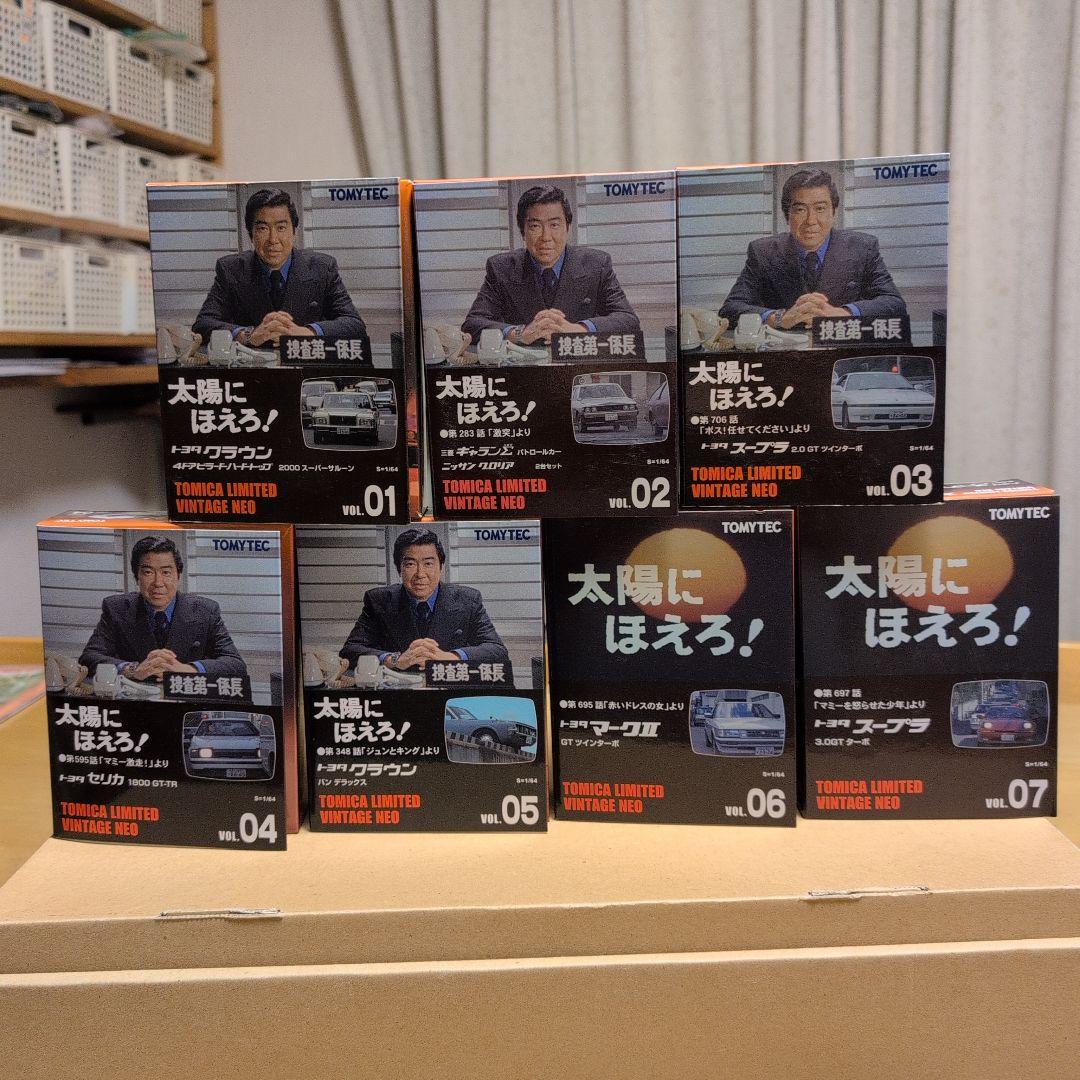 TOMYTEC
捜査第一係長
太陽に
ほえろ!
トヨタ クラウン
4ドアピラードハードトップ 2000 スーパーサルーン
S=1/64
TOMICA LIMITED
VINTAGE NEO
VOL.01
TOMYTEC
捜査第一係長
太陽に
ほえろ!
●第283話「激突」より
三菱 ギャランΣ パトロールカー
ニッサン グロリア 2台セット
S=1/64
TOMICA LIMITED
VINTAGE NEO
VOL.02
TOMYTEC
捜査第一係長
太陽に
ほえろ!
●第706話
「ボス!任せてください」より
トヨタ スープラ 2.0 GT ツインターボ
S=1/64
TOMICA LIMITED
VINTAGE NEO
VOL.03
TOMYTEC
捜査第一係長
太陽に
ほえろ!
●第595話「マミー激走!」より
トヨタ セリカ 1800 GT-TR
S=1/64
TOMICA LIMITED
VINTAGE NEO
VOL.04
TOMYTEC
捜査第一係長
太陽に
ほえろ!
●第348話「ジュンとキング」より
トヨタ クラウン
バン デラックス
S=1/64
TOMICA LIMITED
VINTAGE NEO
VOL.05
TOMYTEC
太陽に
ほえろ!
●第695話「赤いドレスの女」より
トヨタ マークII
GT ツインターボ
S=1/64
TOMICA LIMITED
VINTAGE NEO
VOL.06
TOMYTEC
太陽に
ほえろ!
●第697話
「マミーを怒らせた少年」より
トヨタ スープラ
3.0GT ターボ
S=1/64
TOMICA LIMITED
VINTAGE NEO
VOL.07